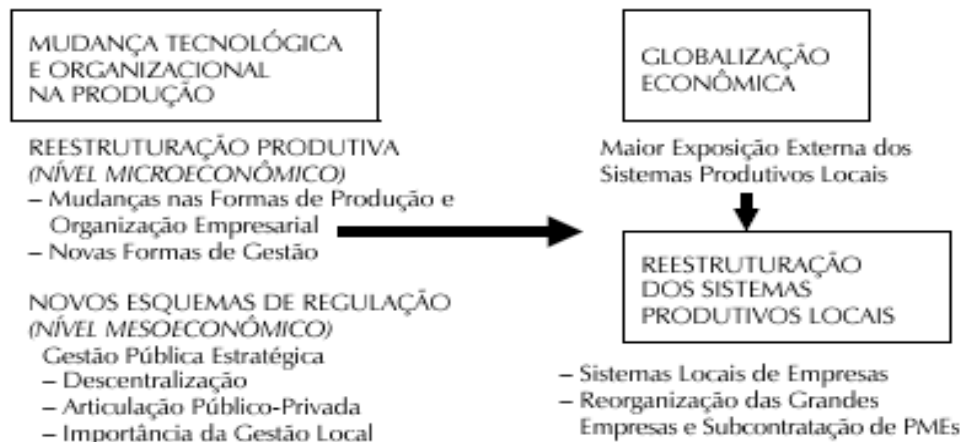 MUDANÇA TECNOLÓGICA
E ORGANIZACIONAL
NA PRODUÇÃO
REESTRUTURAÇÃO PRODUTIVA
(NÍVEL MICROECONÔMICO)
– Mudanças nas Formas de Produção e
Organização Empresarial
– Novas Formas de Gestão
NOVOS ESQUEMAS DE REGULAÇÃO
(NÍVEL MESOECONÔMICO)
Gestão Pública Estratégica
– Descentralização
– Articulação Público-Privada
– Importância da Gestão Local
GLOBALIZAÇÃO
ECONÔMICA
Maior Exposição Externa dos
Sistemas Produtivos Locais
REESTRUTURAÇÃO
DOS SISTEMAS
PRODUTIVOS LOCAIS
– Sistemas Locais de Empresas
– Reorganização das Grandes
Empresas e Subcontratação de PMEs